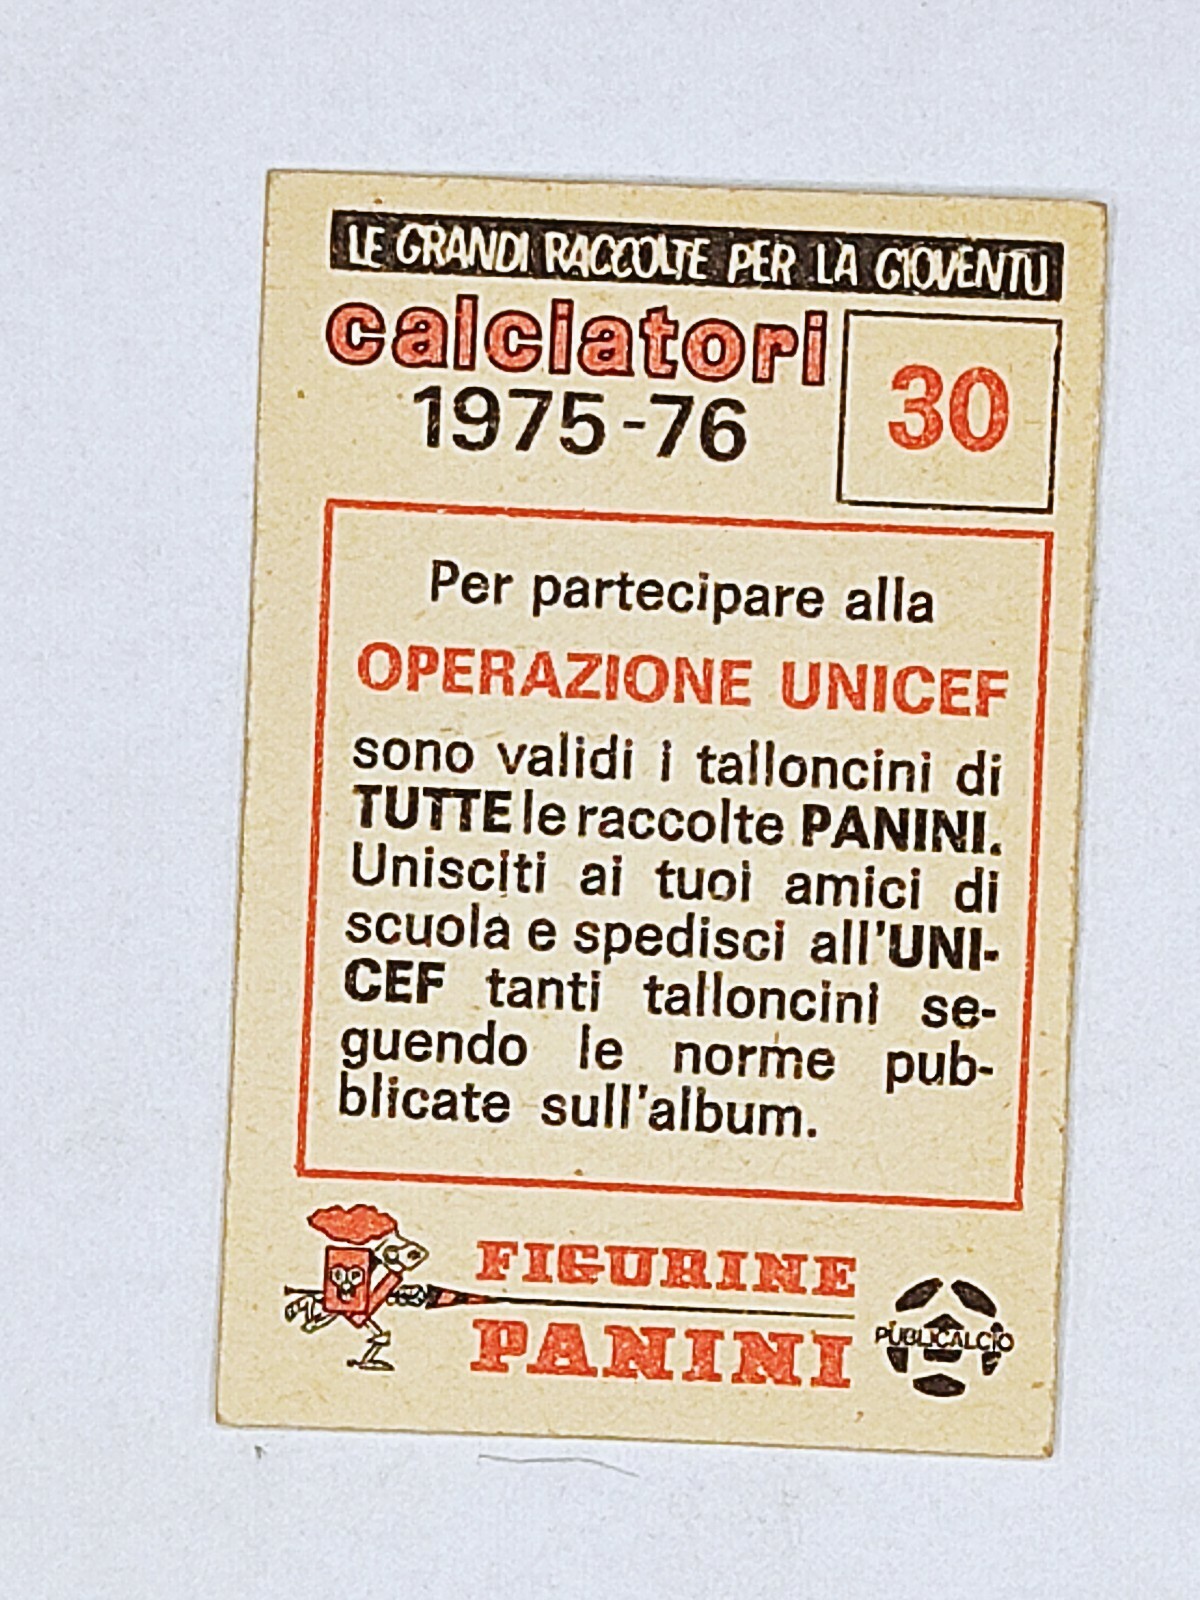 LE GRANDI RACCOLTE PER LA GIOVENTU
calciatori
1975-76
30
Per partecipare alla
OPERAZIONE UNICEF
sono validi i talloncini di
TUTTE le raccolte PANINI.
Unisciti ai tuoi amici di
scuola e spedisci all'UNI-
CEF tanti talloncini se-
guendo le norme pub-
blicate sull'album.
FIGURINE
PANINI
PUBLICALCIO